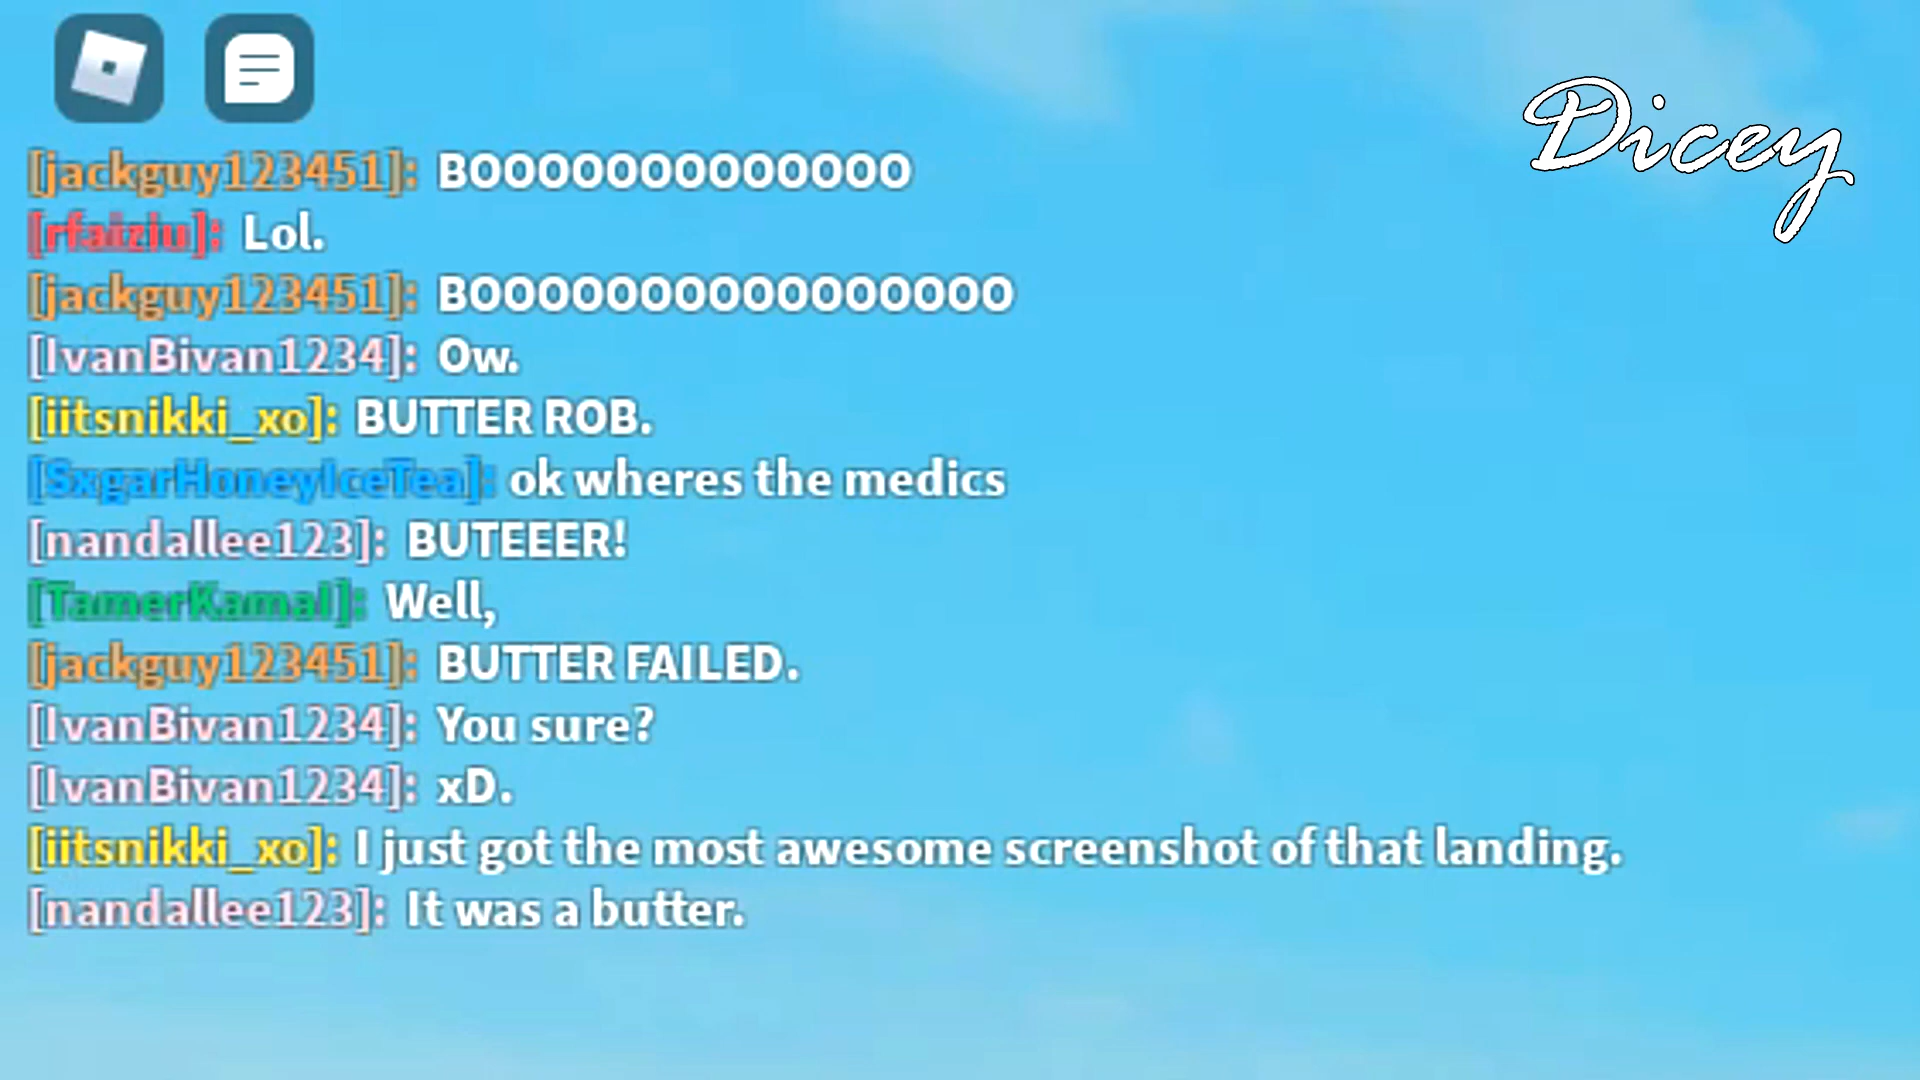 Dicey
[jackguy123451]: BOOOOOOOOOOOOO
[rfaiziu]: Lol.
[jackguy123451]: BOOOOOOOOOOOOOOOO
[IvanBivan1234]: Ow.
[iitsnikki_xo]: BUTTER ROB.
[SxgarHoneyIceTea]: ok wheres the medics
[nandallee123]: BUTEEER!
[TamerKamal]: Well,
[jackguy123451]: BUTTER FAILED.
[IvanBivan1234]: You sure?
[IvanBivan1234]: xD.
[iitsnikki_xo]: I just got the most awesome screenshot of that landing.
[nandallee123]: It was a butter.